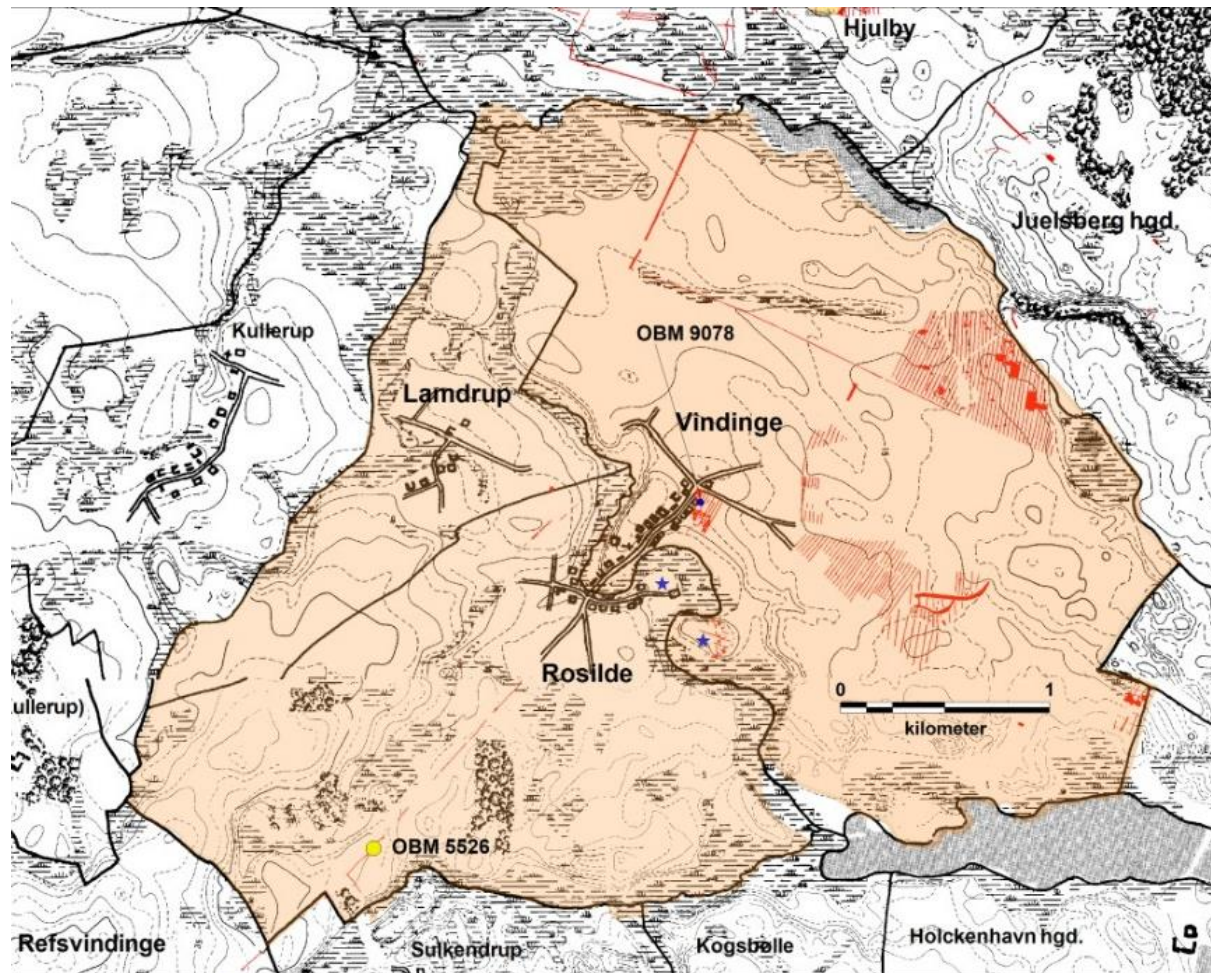 Hjulby
Juelsberg hgd.
Kullerup
OBM 9078
Lamdrup
Vindinge
Rosilde
0 1
kilometer
ullerup)
OBM 5526
Refsvindinge
Sulkendrup
Kogsbølle
Holckenhavn hgd.